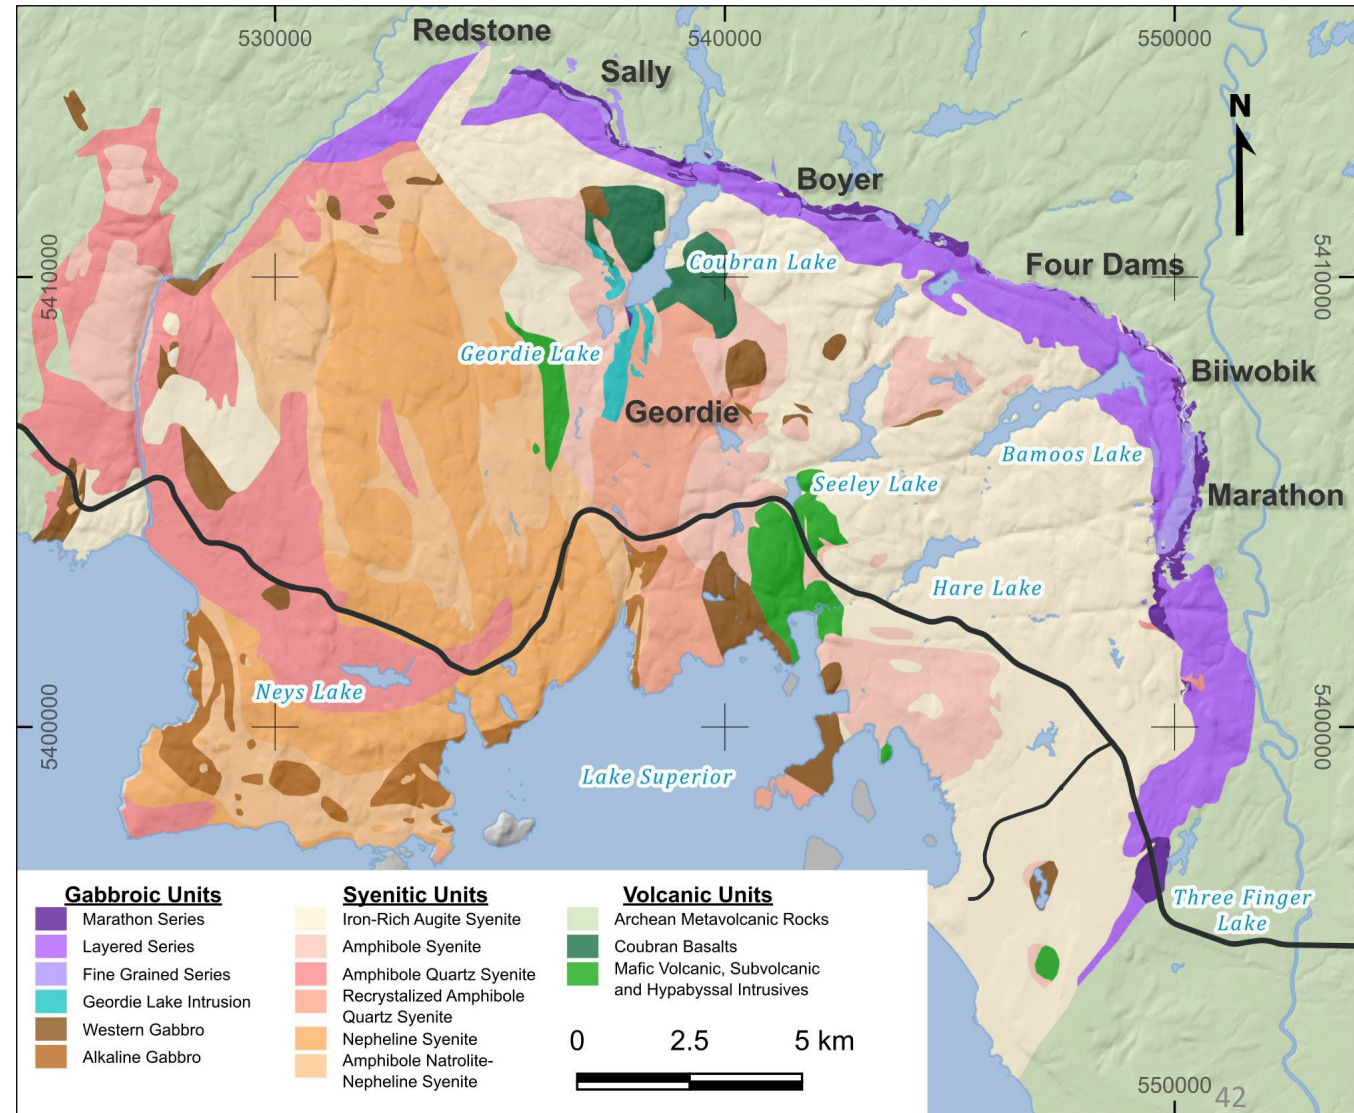 530000
Redstone
540000
550000
Sally
N
Boyer
5410000
Coubran Lake
Four Dams
5410000
Geordie Lake
Biiwobik
Geordie
Bamoos Lake
Seeley Lake
Marathon
Hare Lake
Neys Lake
5400000
Lake Superior
5400000
Three Finger
Lake
Gabbroic Units
Marathon Series
Layered Series
Fine Grained Series
Geordie Lake Intrusion
Western Gabbro
Alkaline Gabbro
Syenitic Units
Iron-Rich Augite Syenite
Amphibole Syenite
Amphibole Quartz Syenite
Recrystalized Amphibole
Quartz Syenite
Nepheline Syenite
Amphibole Natrolite-
Nepheline Syenite
Volcanic Units
Archean Metavolcanic Rocks
Coubran Basalts
Mafic Volcanic, Subvolcanic
and Hypabyssal Intrusives
0 2.5 5 km
550000
42